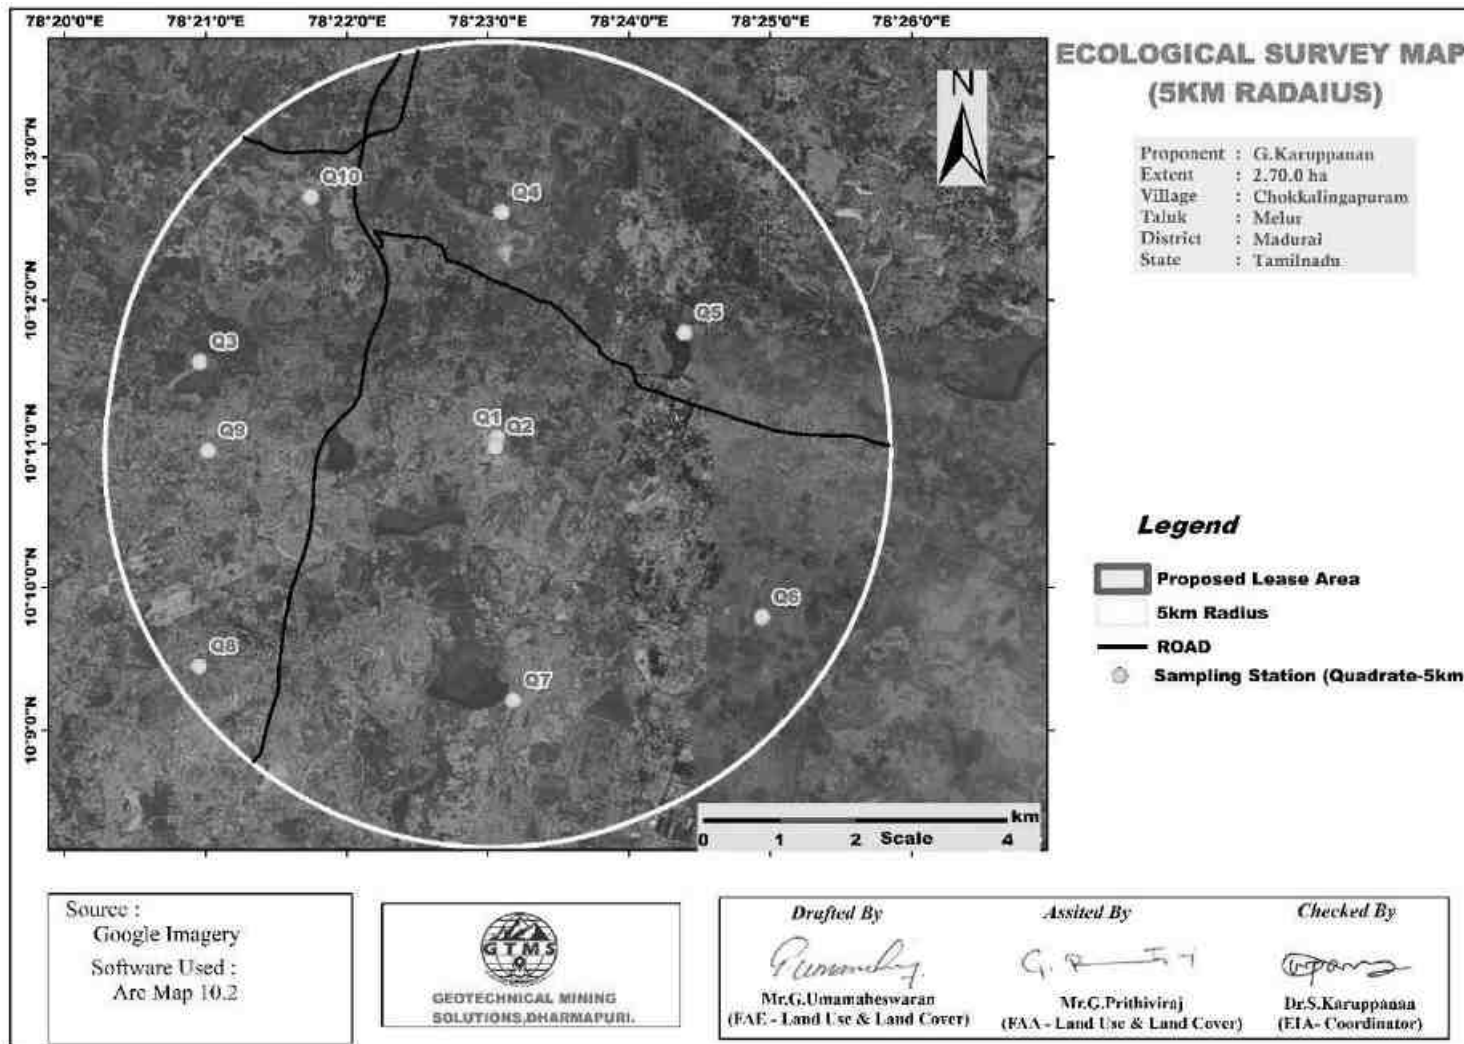 78°20'0"E 78°21'0"E 78°22'0"E 78°23'0"E 78°24'0"E 78°25'0"E 78°26'0"E
ECOLOGICAL SURVEY MAP
(5KM RADAIUS)
N
Proponent : G.Karuppanan
Extent : 2.70.0 ha
Village : Chokkalingapuram
Taluk : Melur
District : Madurai
State : Tamilnadu
10°13'0"N
10°12'0"N
10°11'0"N
10°10'0"N
10°9'0"N
Q10
Q4
Q5
Q3
Q1
Q2
Q9
Q6
Q8
Q7
Legend
Proposed Lease Area
5km Radius
ROAD
Sampling Station (Quadrate-5km
km
0 1 2 Scale 4
Source :
Google Imagery
Software Used :
Arc Map 10.2
GTMS
GEOTECHNICAL MINING
SOLUTIONS,DHARMAPURI.
Drafted By Assited By Checked By
Mr.G.Umamaheswaran Mr.G.Prithiviraj Dr.S.Karuppanan
(FAE - Land Use & Land Cover) (FAA - Land Use & Land Cover) (EIA- Coordinator)